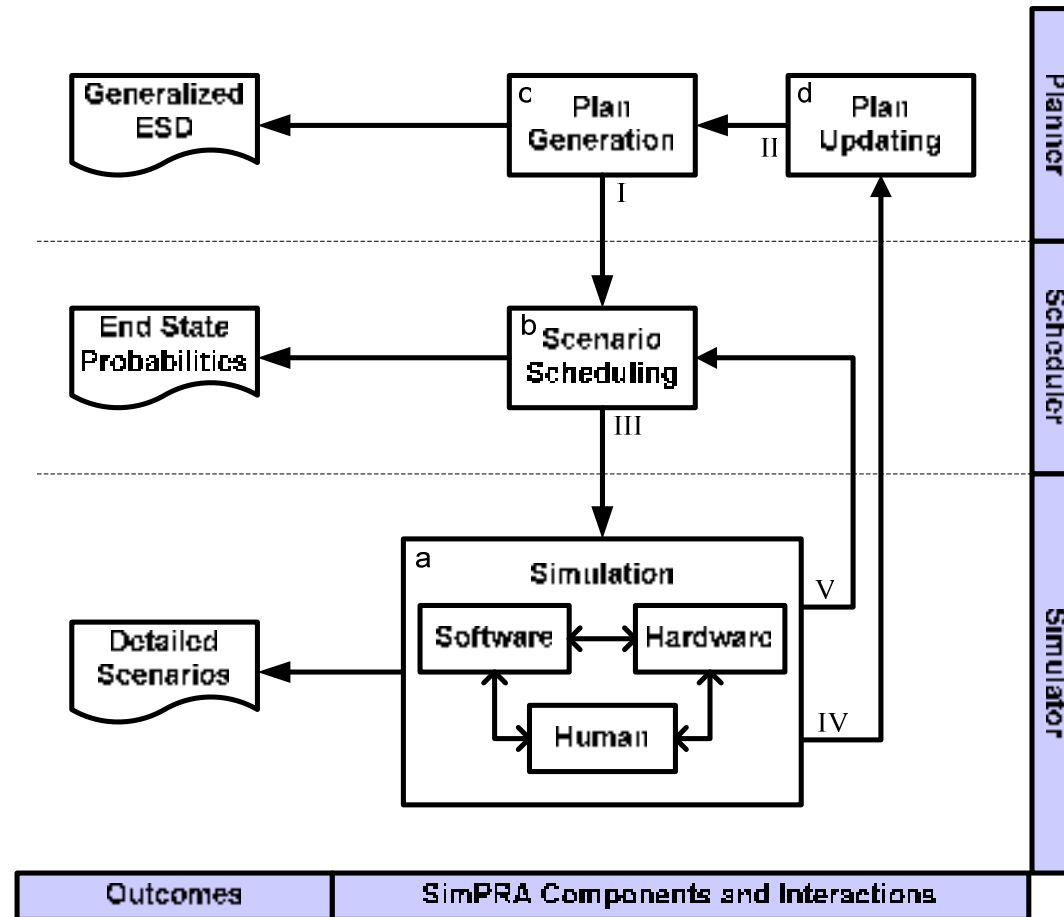 Generalized
ESD
c
Plan
Generation
d
Plan
Updating
II
I
Planner
End State
Probabilities
b
Scenario
Scheduling
III
Scheduler
a
Simulation
Software
Hardware
Human
V
IV
Detailed
Scenarios
Simulator
Outcomes
SimPRA Components and Interactions